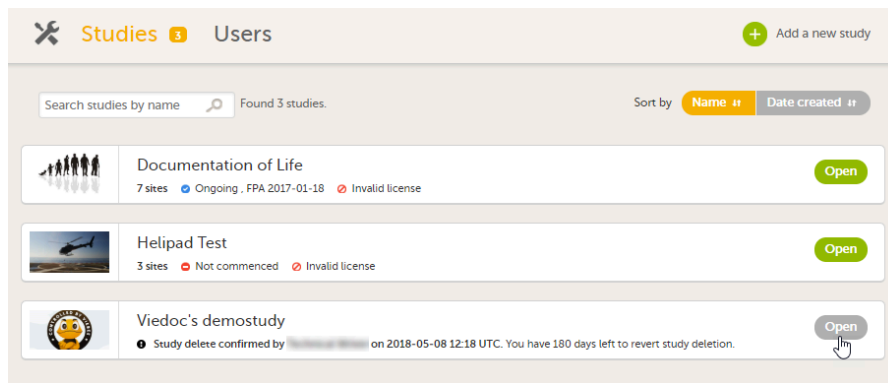 Studies 3 Users
Add a new study
Search studies by name
Found 3 studies.
Sort by Name Date created
Documentation of Life
7 sites Ongoing , FPA 2017-01-18 Invalid license
Open
Helipad Test
3 sites Not commenced Invalid license
Open
Viedoc's demostudy
Study delete confirmed by on 2018-05-08 12:18 UTC. You have 180 days left to revert study deletion.
Open